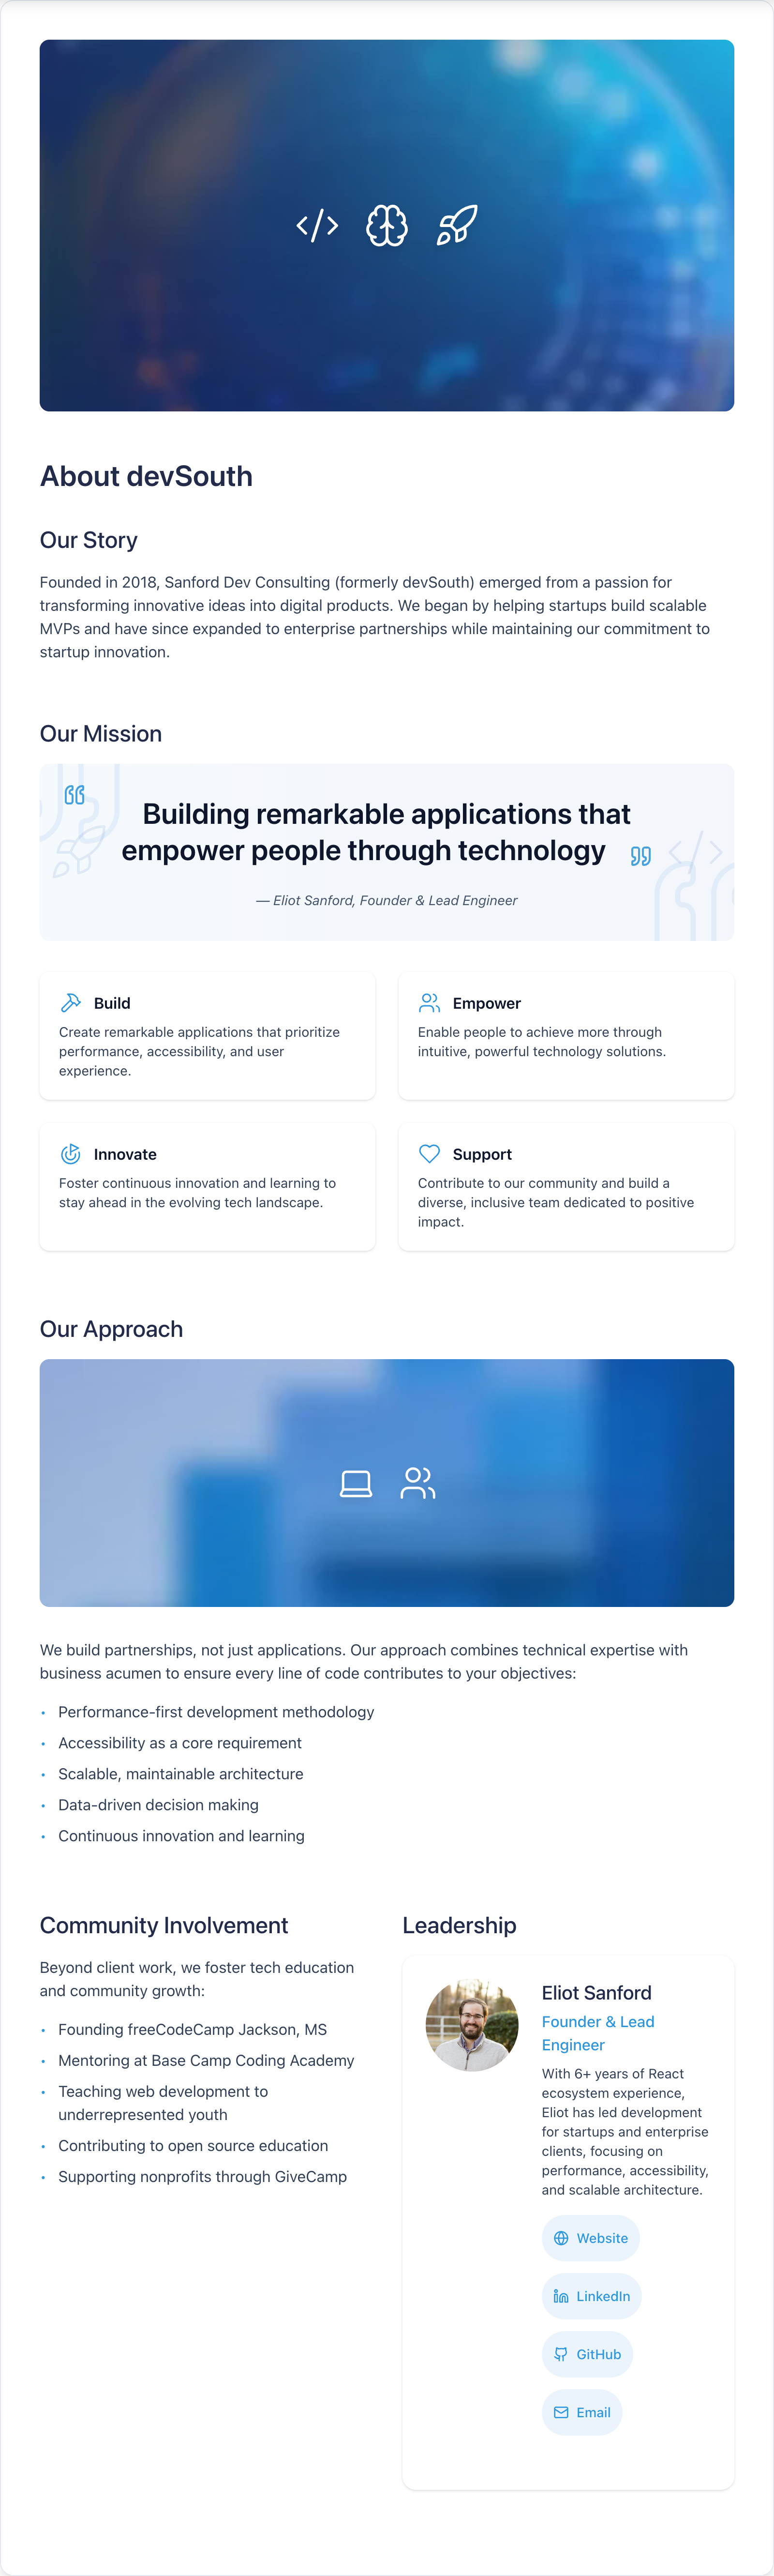 About devSouth
Our Story
Founded in 2018, Sanford Dev Consulting (formerly devSouth) emerged from a passion for
transforming innovative ideas into digital products. We began by helping startups build scalable
MVPs and have since expanded to enterprise partnerships while maintaining our commitment to
startup innovation.
Our Mission
Building remarkable applications that
empower people through technology
— Eliot Sanford, Founder & Lead Engineer
Build
Create remarkable applications that prioritize
performance, accessibility, and user
experience.
Empower
Enable people to achieve more through
intuitive, powerful technology solutions.
Innovate
Foster continuous innovation and learning to
stay ahead in the evolving tech landscape.
Support
Contribute to our community and build a
diverse, inclusive team dedicated to positive
impact.
Our Approach
We build partnerships, not just applications. Our approach combines technical expertise with
business acumen to ensure every line of code contributes to your objectives:
• Performance-first development methodology
• Accessibility as a core requirement
• Scalable, maintainable architecture
• Data-driven decision making
• Continuous innovation and learning
Community Involvement
Beyond client work, we foster tech education
and community growth:
• Founding freeCodeCamp Jackson, MS
• Mentoring at Base Camp Coding Academy
• Teaching web development to
underrepresented youth
• Contributing to open source education
• Supporting nonprofits through GiveCamp
Leadership
Eliot Sanford
Founder & Lead
Engineer
With 6+ years of React
ecosystem experience,
Eliot has led development
for startups and enterprise
clients, focusing on
performance, accessibility,
and scalable architecture.
Website
LinkedIn
GitHub
Email